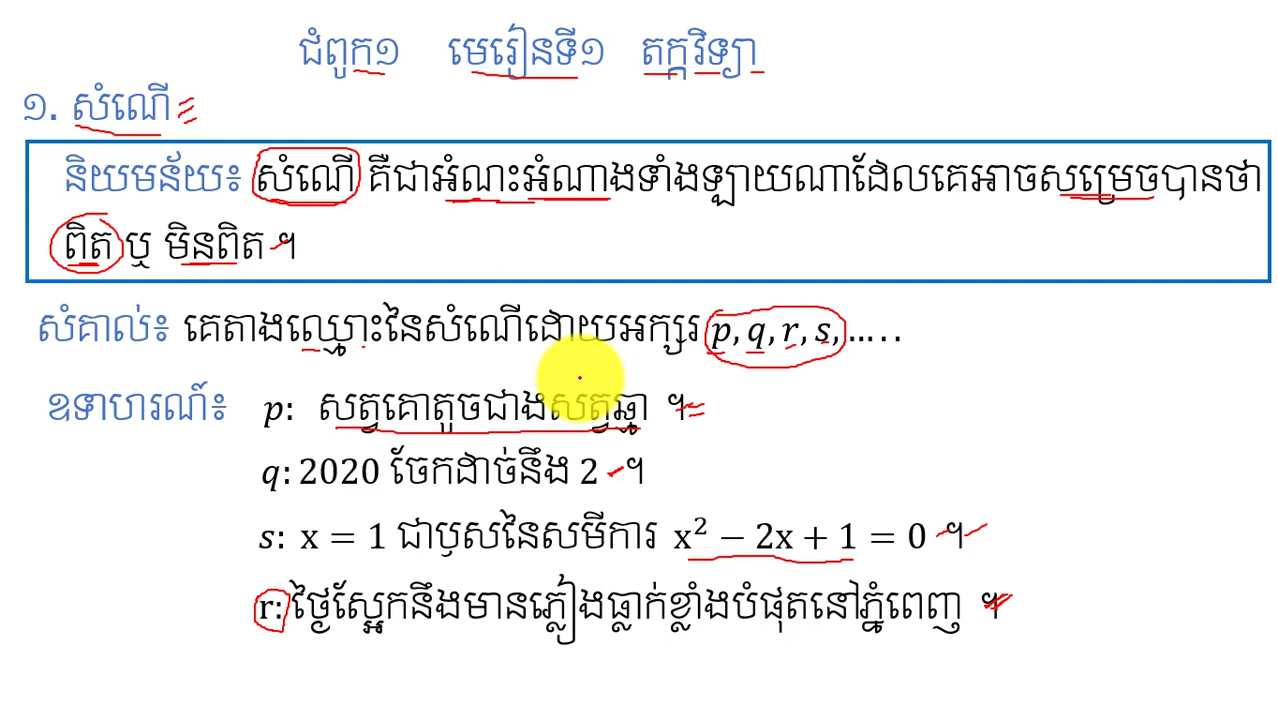 ជំពូក១ មេរៀនទី១ តក្កវិទ្យា
១. សំណើ
និយមន័យ៖ សំណើ គឺជាអំណះអំណាងទាំងឡាយណាដែលគេអាចសម្រេចបានថា
ពិត ឬ មិនពិត ។
សំគាល់៖ គេតាងឈ្មោះនៃសំណើដោយអក្សរ p, q, r, s, .....
ឧទាហរណ៍៖ p: សត្វគោតូចជាងសត្វឆ្មា ។
q: 2020 ចែកដាច់នឹង 2 ។
s: x = 1 ជាឫសនៃសមីការ x² − 2x + 1 = 0 ។
r: ថ្ងៃស្អែកនឹងមានភ្លៀងធ្លាក់ខ្លាំងបំផុតនៅភ្នំពេញ ។